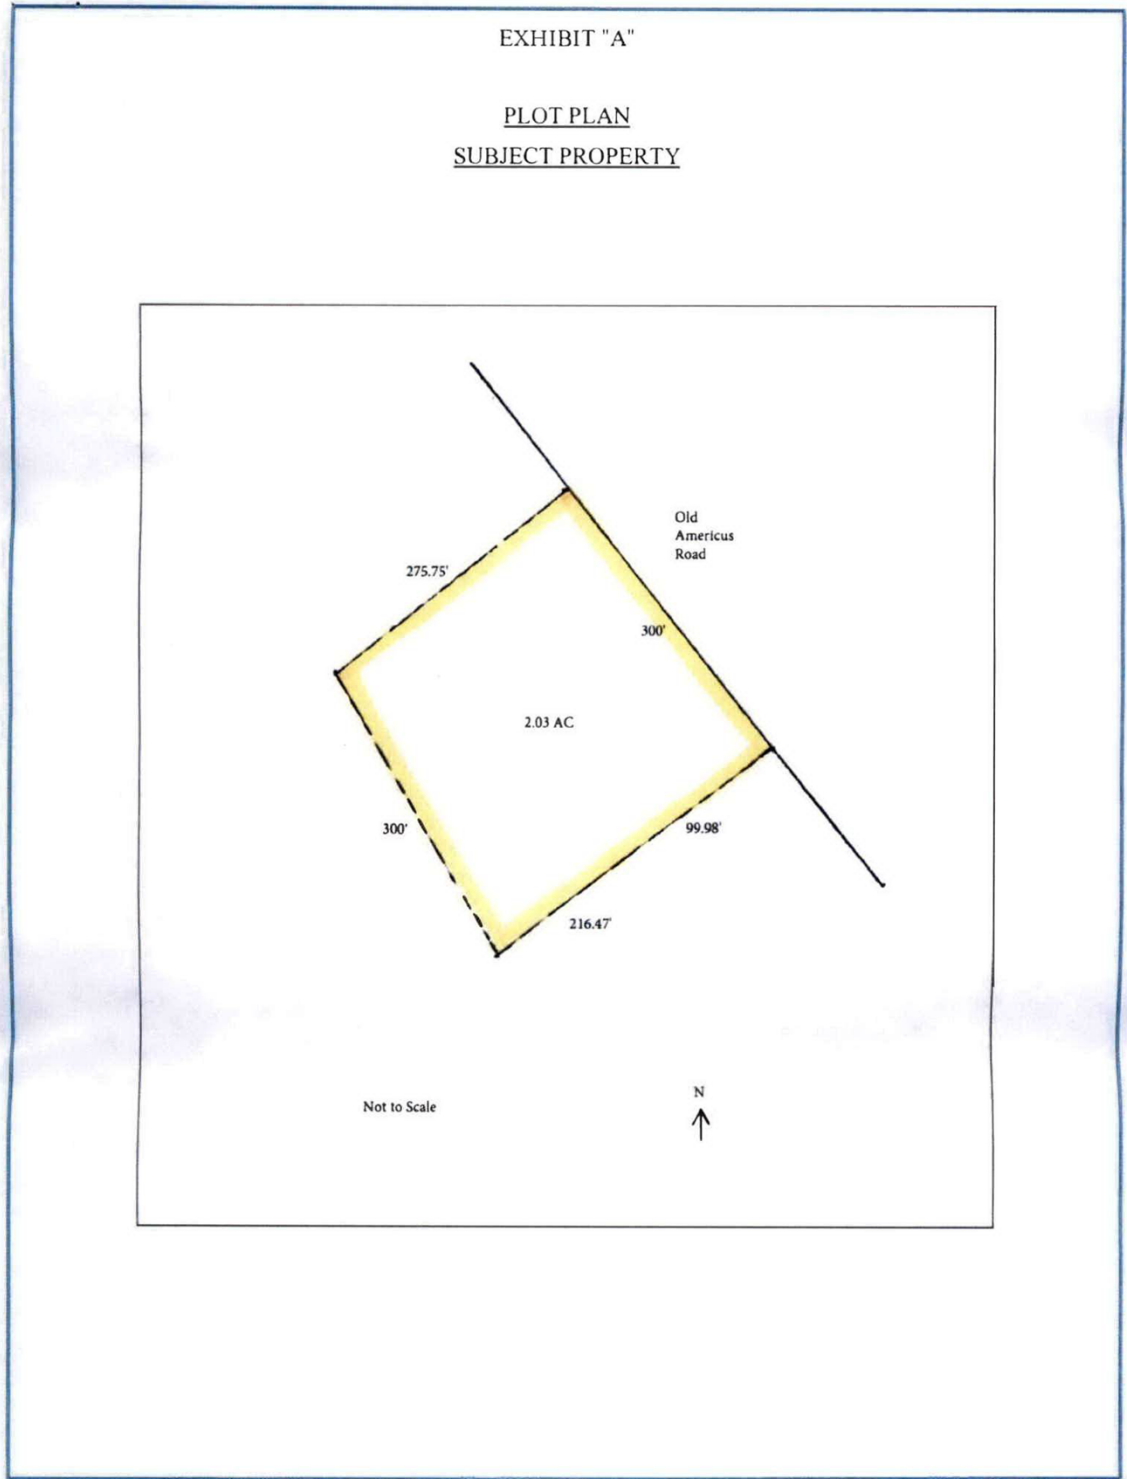 EXHIBIT "A"
PLOT PLAN
SUBJECT PROPERTY
Old
Americus
Road
275.75'
300'
2.03 AC
300'
99.98'
216.47'
N
Not to Scale